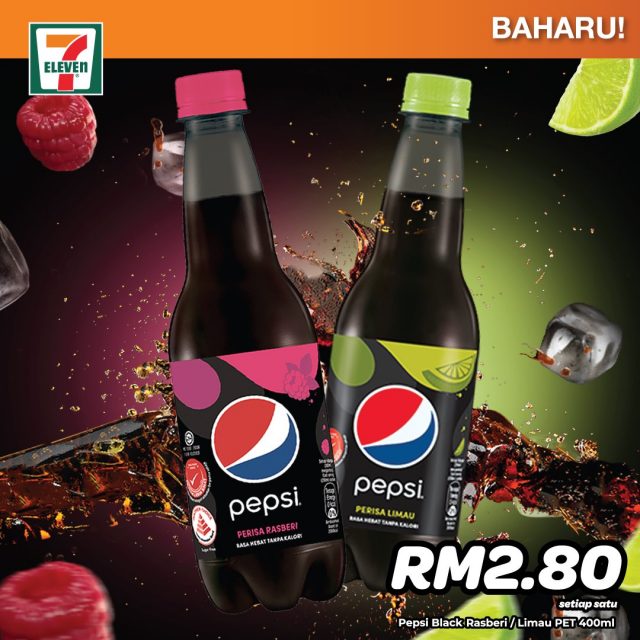 BAHARU!
7
ELEVEN
pepsi
PERISA RASBERI
RASA HEBAT TANPA KALORI
pepsi
PERISA LIMAU
RASA HEBAT TANPA KALORI
RM2.80
setiap satu
Pepsi Black Rasberi / Limau PET 400ml